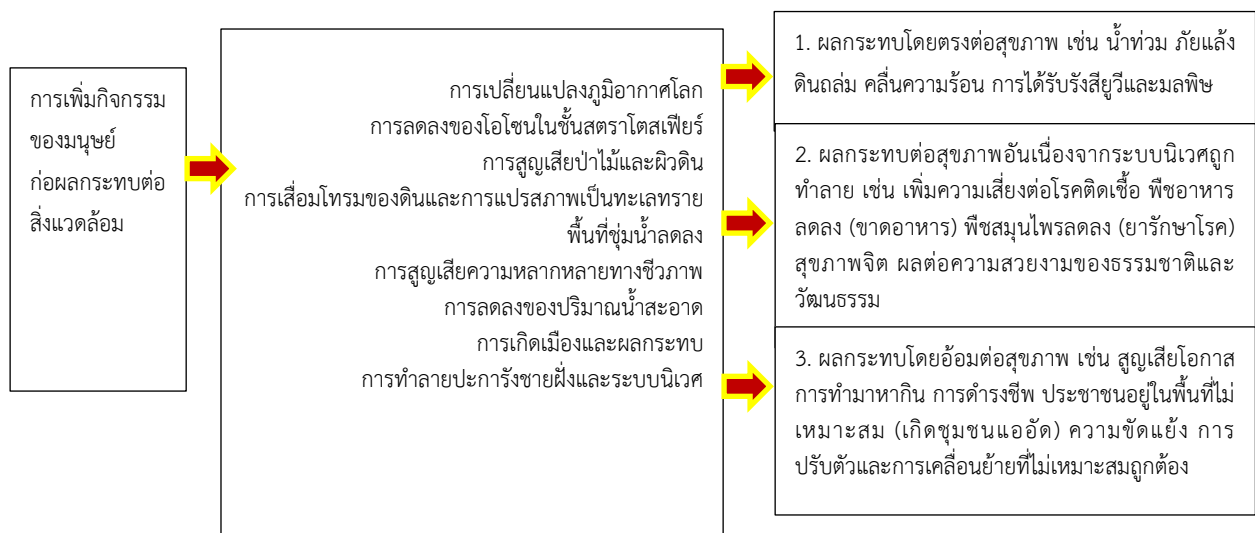 การเพิ่มกิจกรรม
ของมนุษย์
ก่อผลกระทบต่อ
สิ่งแวดล้อม
การเปลี่ยนแปลงภูมิอากาศโลก
การลดลงของโอโซนในชั้นสตราโตสเฟียร์
การสูญเสียป่าไม้และผิวดิน
การเสื่อมโทรมของดินและการแปรสภาพเป็นทะเลทราย
พื้นที่ชุ่มน้ำลดลง
การสูญเสียความหลากหลายทางชีวภาพ
การลดลงของปริมาณน้ำสะอาด
การเกิดเมืองและผลกระทบ
การทำลายปะการังชายฝั่งและระบบนิเวศ
1. ผลกระทบโดยตรงต่อสุขภาพ เช่น น้ำท่วม ภัยแล้ง
ดินถล่ม คลื่นความร้อน การได้รับรังสียูวีและมลพิษ
2. ผลกระทบต่อสุขภาพอันเนื่องจากระบบนิเวศถูก
ทำลาย เช่น เพิ่มความเสี่ยงต่อโรคติดเชื้อ พืชอาหาร
ลดลง (ขาดอาหาร) พืชสมุนไพรลดลง (ยารักษาโรค)
สุขภาพจิต ผลต่อความสวยงามของธรรมชาติและ
วัฒนธรรม
3. ผลกระทบโดยอ้อมต่อสุขภาพ เช่น สูญเสียโอกาส
การทำมาหากิน การดำรงชีพ ประชาชนอยู่ในพื้นที่ไม่
เหมาะสม (เกิดชุมชนแออัด) ความขัดแย้ง การ
ปรับตัวและการเคลื่อนย้ายที่ไม่เหมาะสมถูกต้อง